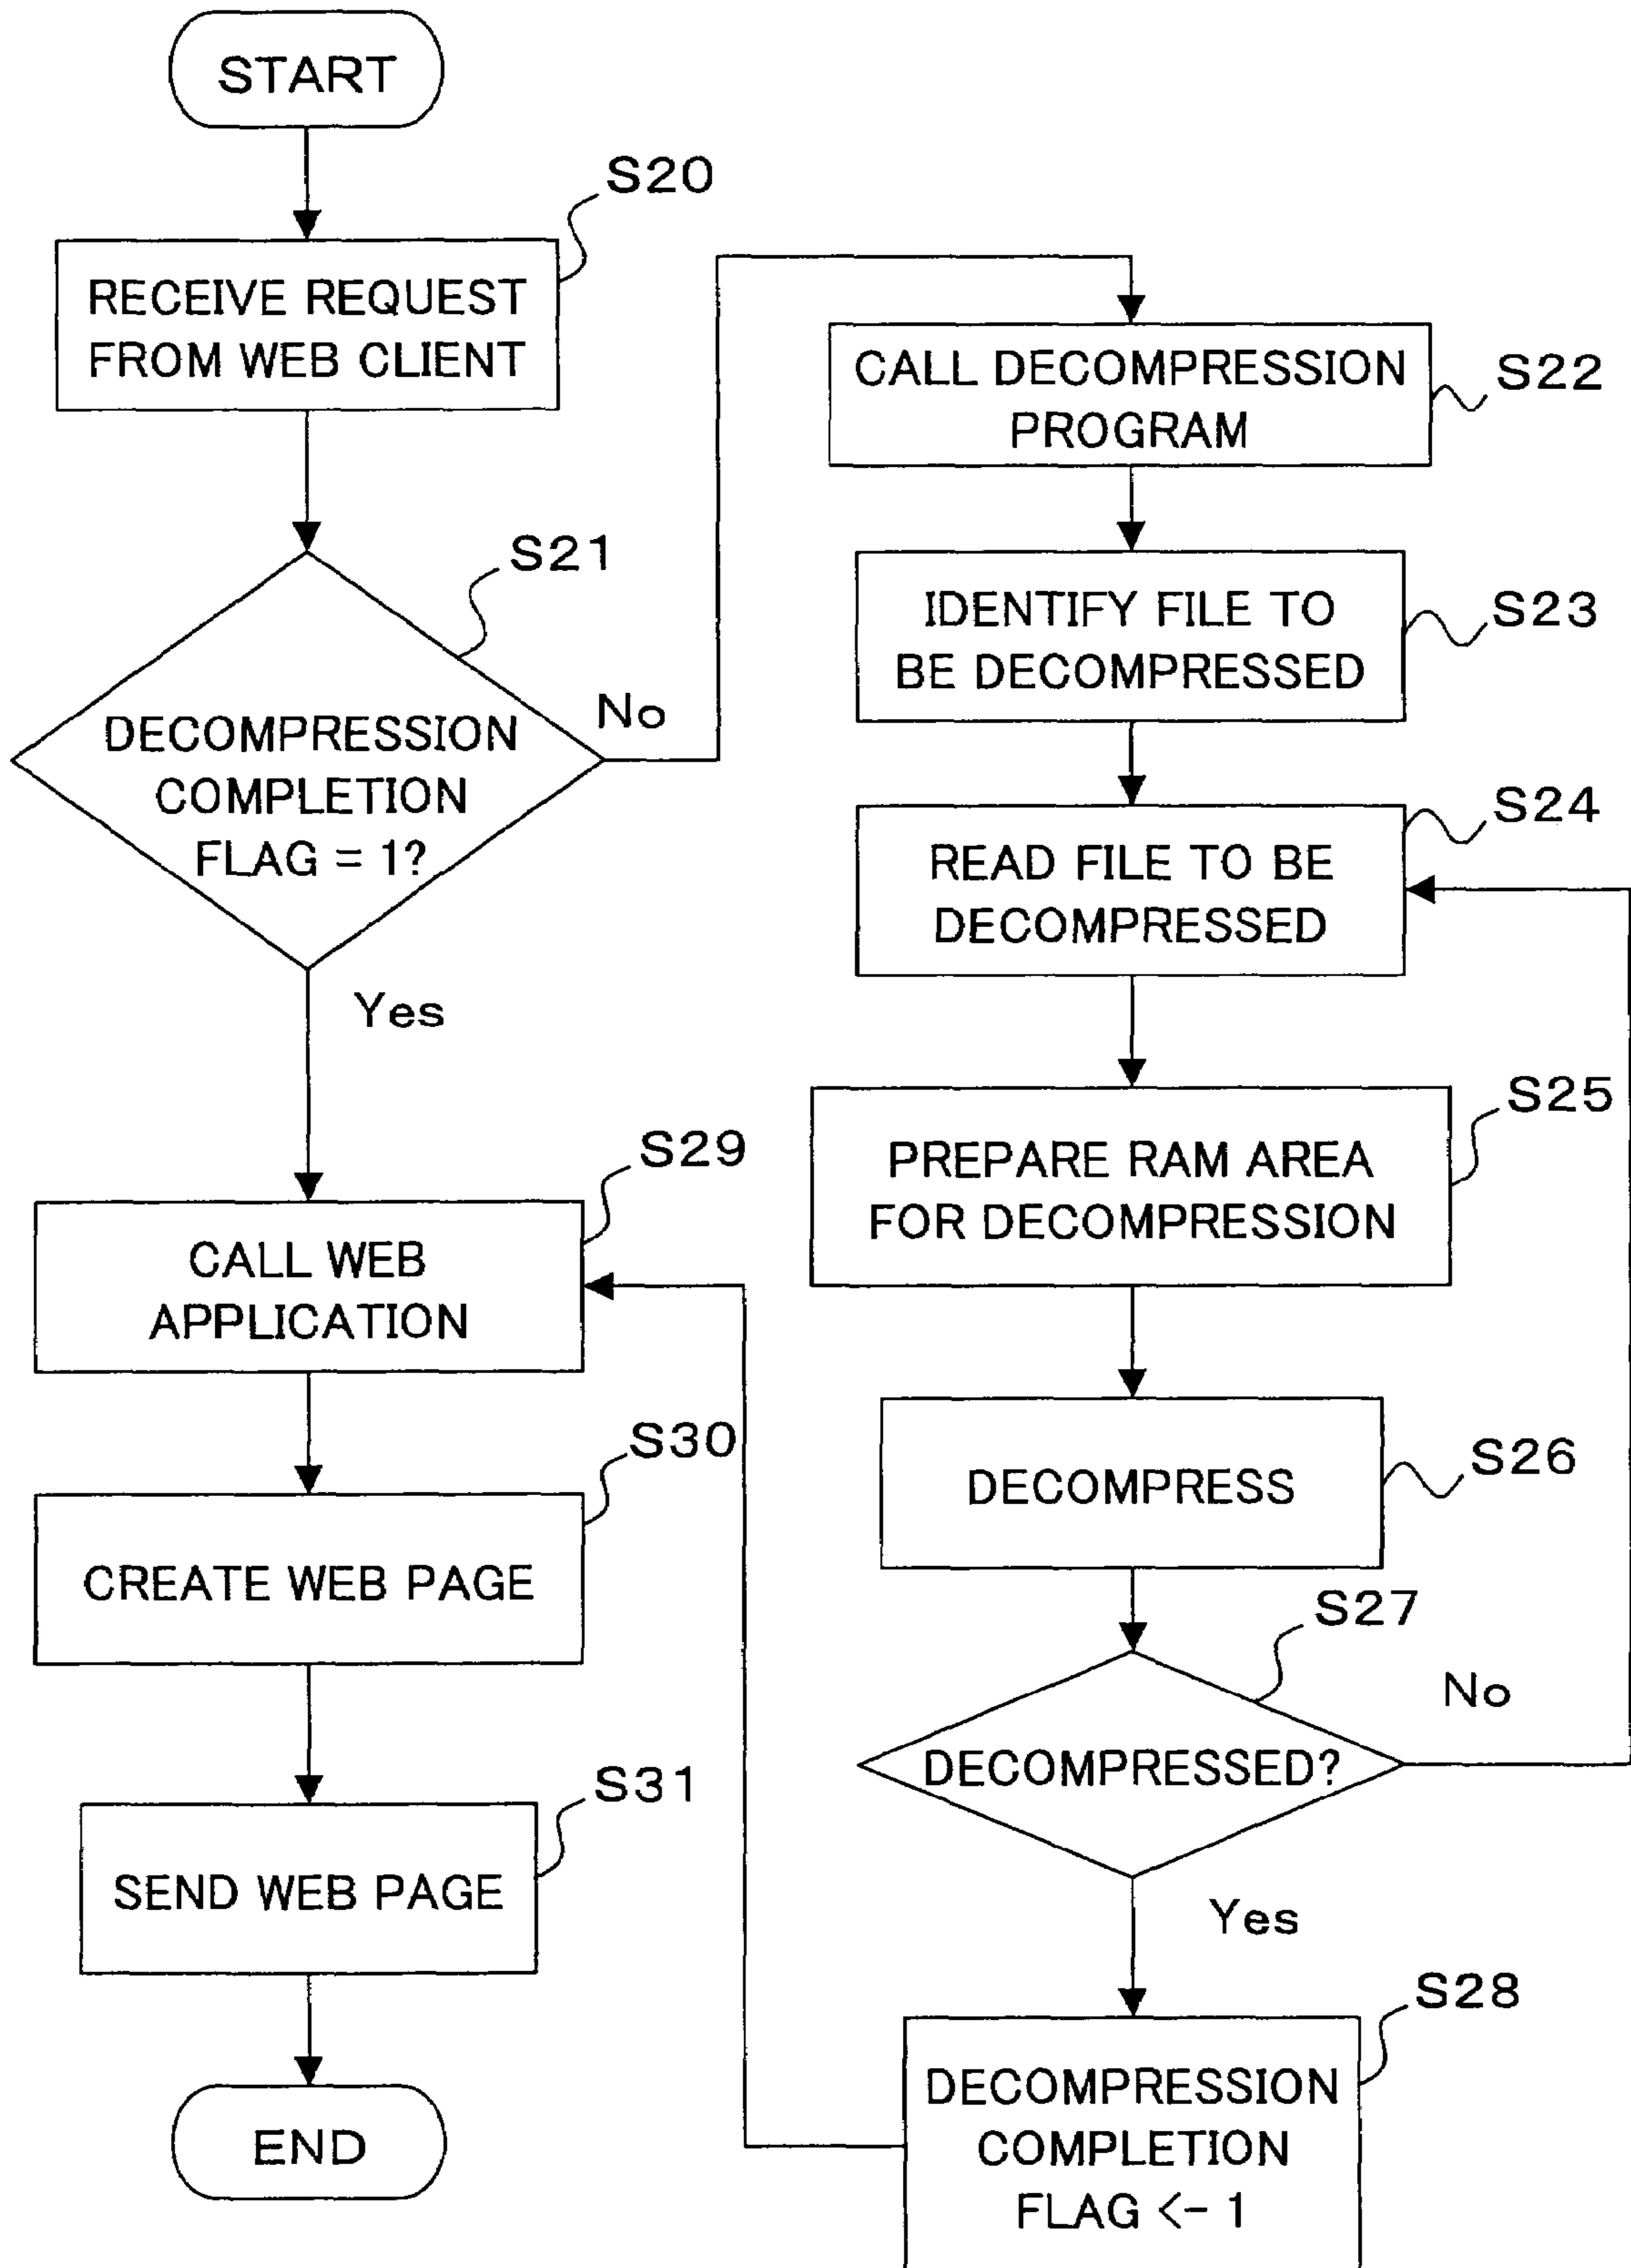 START
S20
RECEIVE REQUEST
FROM WEB CLIENT
S21
DECOMPRESSION
COMPLETION
FLAG = 1?
No
Yes
S22
CALL DECOMPRESSION
PROGRAM
S23
IDENTIFY FILE TO
BE DECOMPRESSED
S24
READ FILE TO BE
DECOMPRESSED
S25
PREPARE RAM AREA
FOR DECOMPRESSION
S26
DECOMPRESS
S27
DECOMPRESSED?
No
Yes
S28
DECOMPRESSION
COMPLETION
FLAG <- 1
S29
CALL WEB
APPLICATION
S30
CREATE WEB PAGE
S31
SEND WEB PAGE
END